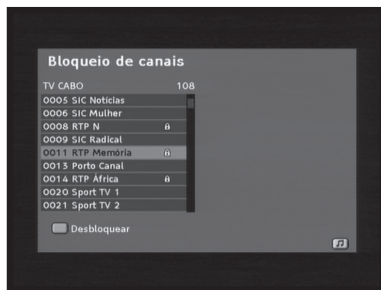 Bloqueio de canais
TV CABO 108
0005 SIC Notícias
0006 SIC Mulher
0008 RTP N
0009 SIC Radical
0011 RTP Memória
0013 Porto Canal
0014 RTP África
0020 Sport TV 1
0021 Sport TV 2
Desbloquear